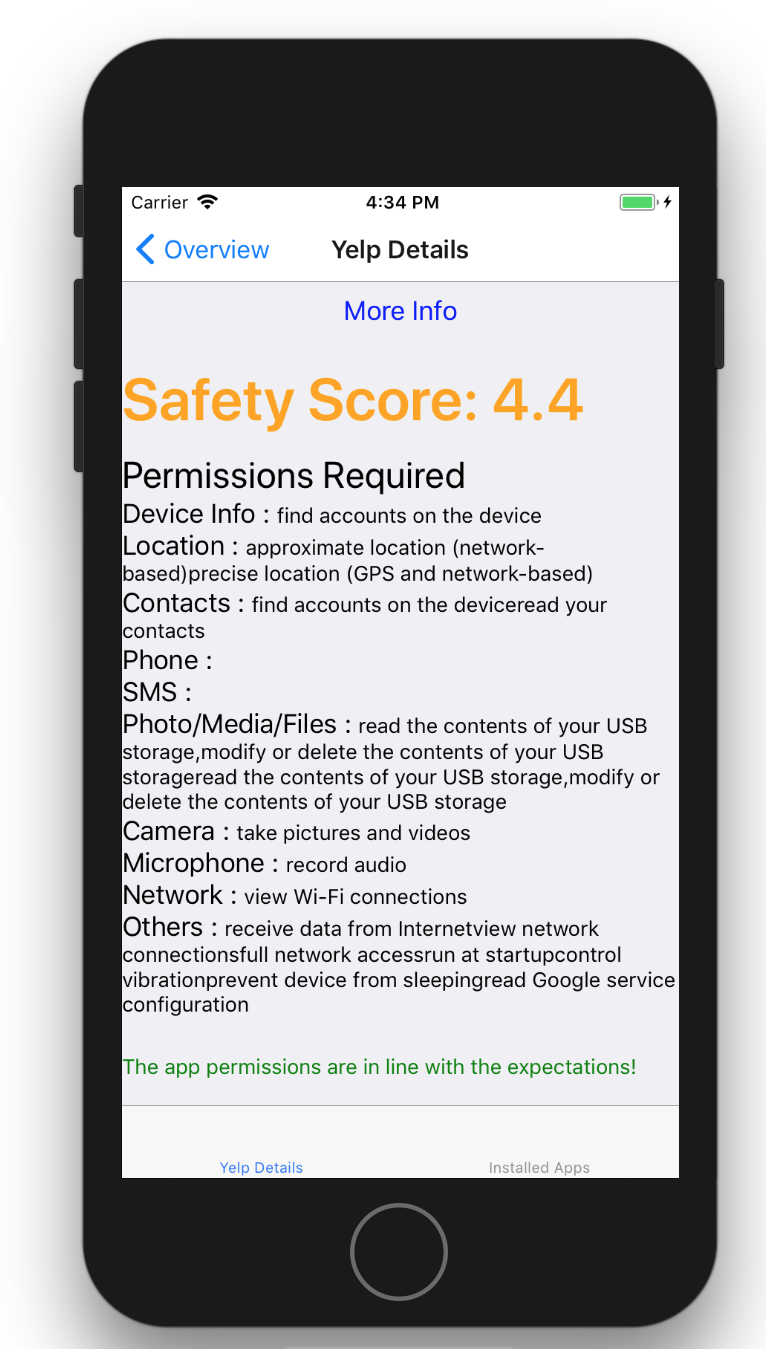 Carrier 4:34 PM
Overview Yelp Details
More Info
Safety Score: 4.4
Permissions Required
Device Info : find accounts on the device
Location : approximate location (network-
based)precise location (GPS and network-based)
Contacts : find accounts on the deviceread your
contacts
Phone :
SMS :
Photo/Media/Files : read the contents of your USB
storage,modify or delete the contents of your USB
storageread the contents of your USB storage,modify or
delete the contents of your USB storage
Camera : take pictures and videos
Microphone : record audio
Network : view Wi-Fi connections
Others : receive data from Internetview network
connectionsfull network accessrun at startupcontrol
vibrationprevent device from sleepingread Google service
configuration
The app permissions are in line with the expectations!
Yelp Details Installed Apps